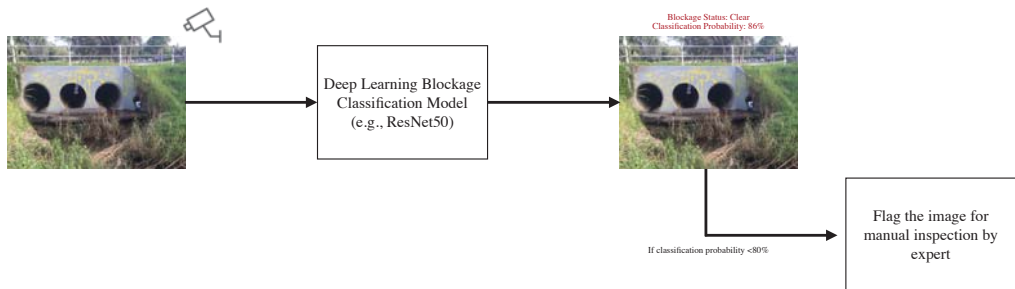 Blockage Status: Clear
Classification Probability: 86%
Deep Learning Blockage
Classification Model
(e.g., ResNet50)
If classification probability <80%
Flag the image for
manual inspection by
expert